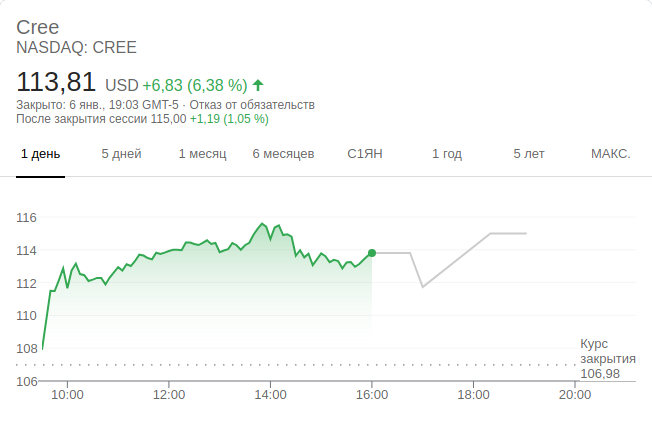 Cree
NASDAQ: CREE
113,81 USD +6,83 (6,38 %)
Закрыто: 6 янв., 19:03 GMT-5 · Отказ от обязательств
После закрытия сессии 115,00 +1,19 (1,05 %)
1 день 5 дней 1 месяц 6 месяцев С1ЯН 1 год 5 лет МАКС.
116
114
112
110
108
106
Курс
закрытия
106,98
10:00 12:00 14:00 16:00 18:00 20:00